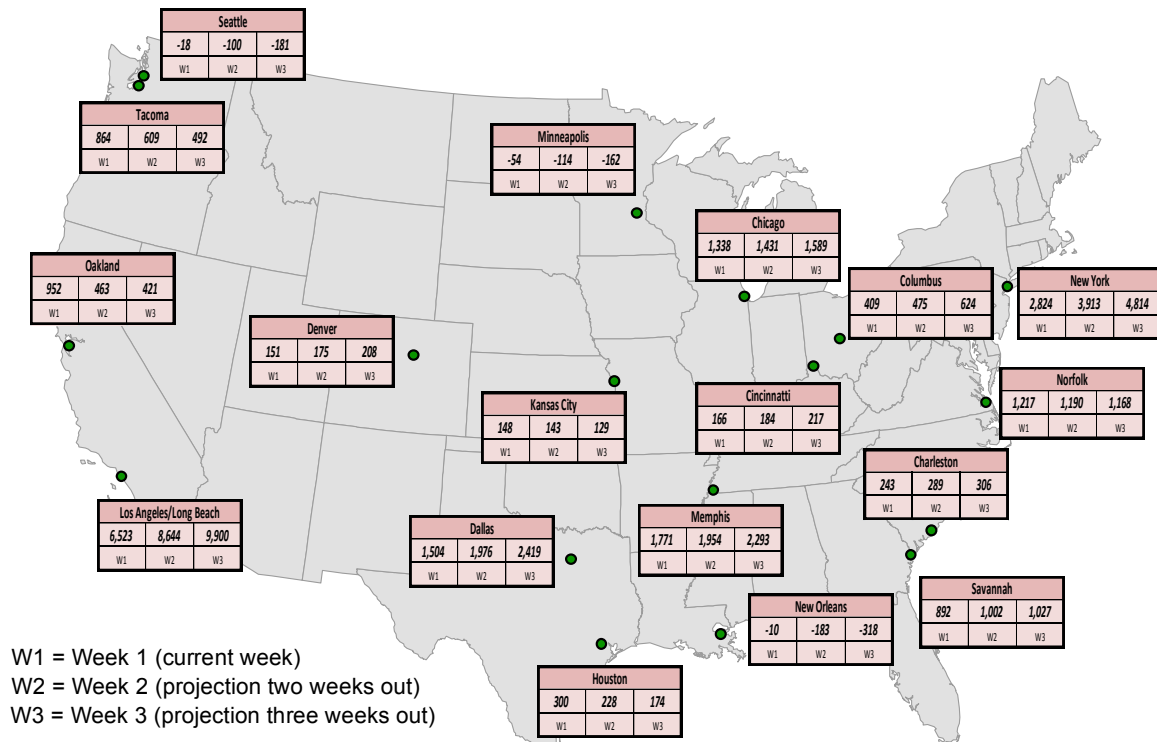 Seattle
-18 -100 -181
W1 W2 W3
Tacoma
864 609 492
W1 W2 W3
Minneapolis
-54 -114 -162
W1 W2 W3
Chicago
1,338 1,431 1,589
W1 W2 W3
Oakland
952 463 421
W1 W2 W3
Columbus
409 475 624
W1 W2 W3
New York
2,824 3,913 4,814
W1 W2 W3
Denver
151 175 208
W1 W2 W3
Norfolk
1,217 1,190 1,168
W1 W2 W3
Kansas City
148 143 129
W1 W2 W3
Cincinnatti
166 184 217
W1 W2 W3
Charleston
243 289 306
W1 W2 W3
Los Angeles/Long Beach
6,523 8,644 9,900
W1 W2 W3
Dallas
1,504 1,976 2,419
W1 W2 W3
Memphis
1,771 1,954 2,293
W1 W2 W3
Savannah
892 1,002 1,027
W1 W2 W3
New Orleans
-10 -183 -318
W1 W2 W3
Houston
300 228 174
W1 W2 W3
W1 = Week 1 (current week)
W2 = Week 2 (projection two weeks out)
W3 = Week 3 (projection three weeks out)